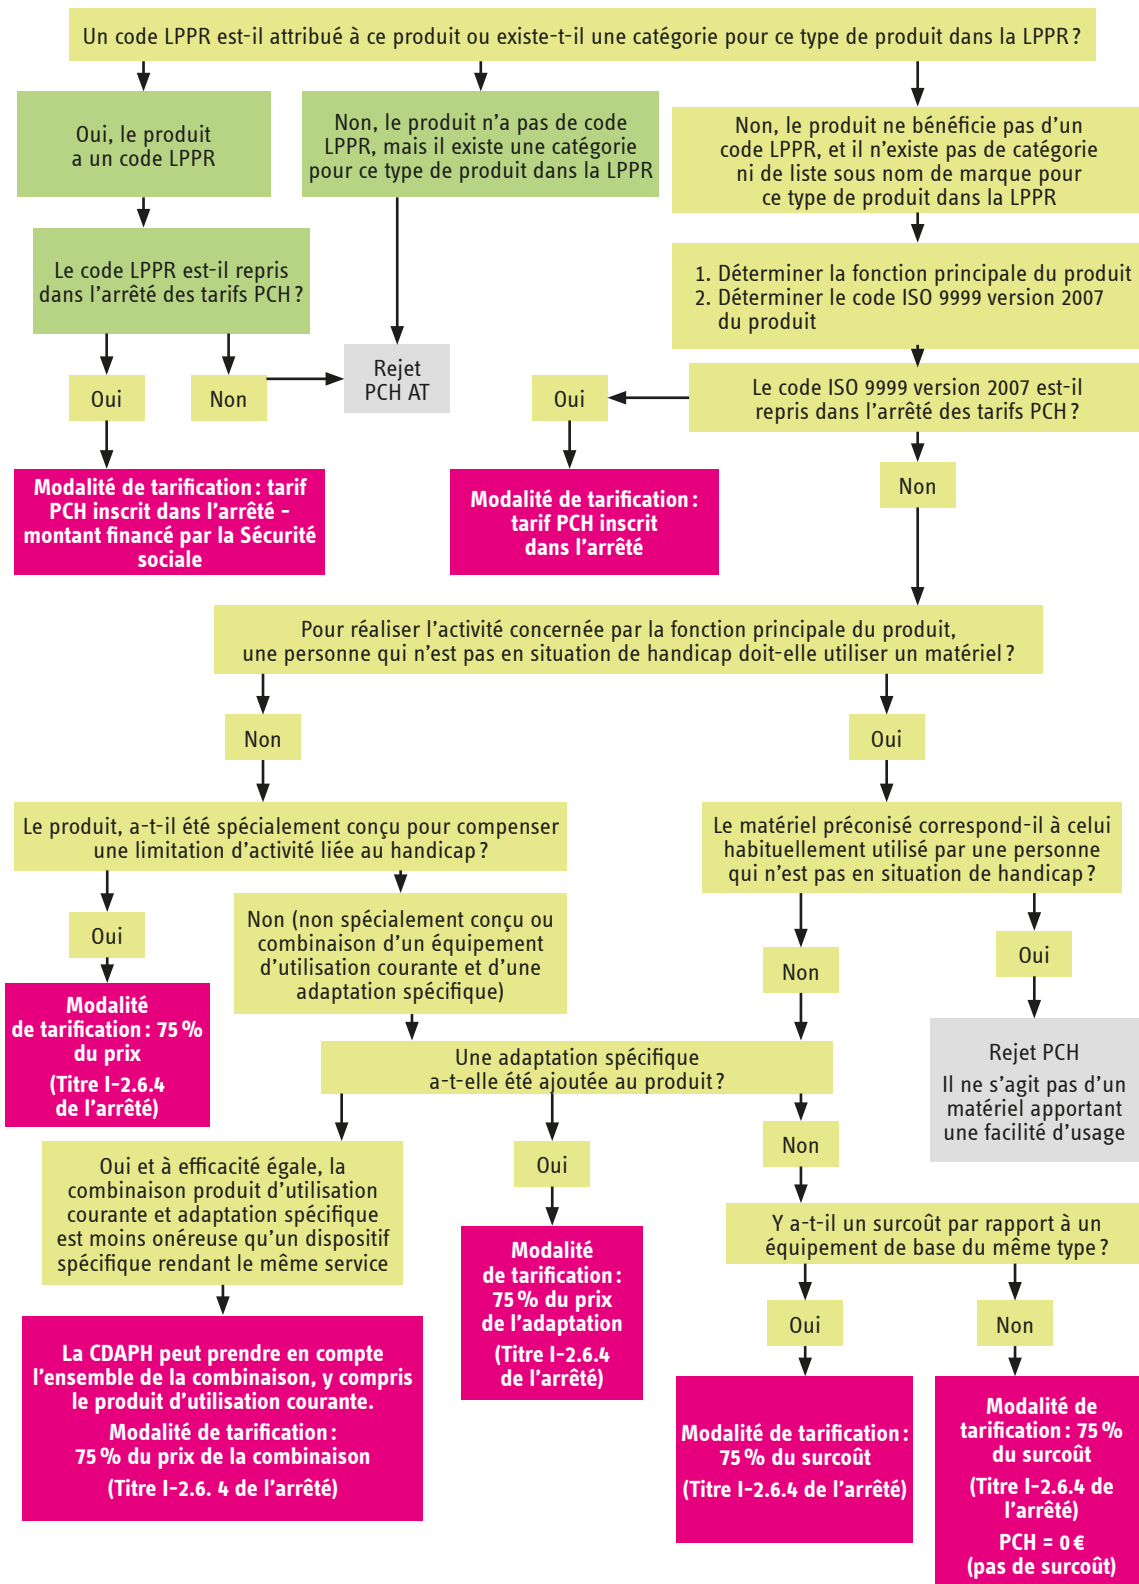 Un code LPPR est-il attribué à ce produit ou existe-t-il une catégorie pour ce type de produit dans la LPPR ?
Oui, le produit
a un code LPPR
Non, le produit n'a pas de code
LPPR, mais il existe une catégorie
pour ce type de produit dans la LPPR
Non, le produit ne bénéficie pas d'un
code LPPR, et il n'existe pas de catégorie
ni de liste sous nom de marque pour
ce type de produit dans la LPPR
Le code LPPR est-il repris
dans l'arrêté des tarifs PCH ?
1. Déterminer la fonction principale du produit
2. Déterminer le code ISO 9999 version 2007
du produit
Oui
Non
Rejet
PCH AT
Oui
Le code ISO 9999 version 2007 est-il
repris dans l'arrêté des tarifs PCH ?
Non
Modalité de tarification : tarif
PCH inscrit dans l'arrêté -
montant financé par la Sécurité
sociale
Modalité de tarification :
tarif PCH inscrit
dans l'arrêté
Pour réaliser l'activité concernée par la fonction principale du produit,
une personne qui n'est pas en situation de handicap doit-elle utiliser un matériel ?
Non
Oui
Le produit, a-t-il été spécialement conçu pour compenser
une limitation d'activité liée au handicap ?
Le matériel préconisé correspond-il à celui
habituellement utilisé par une personne
qui n'est pas en situation de handicap ?
Oui
Non (non spécialement conçu ou
combinaison d'un équipement
d'utilisation courante et d'une
adaptation spécifique)
Non
Oui
Modalité
de tarification : 75 %
du prix
(Titre I-2.6.4
de l'arrêté)
Une adaptation spécifique
a-t-elle été ajoutée au produit ?
Rejet PCH
Il ne s'agit pas d'un
matériel apportant
une facilité d'usage
Oui et à efficacité égale, la
combinaison produit d'utilisation
courante et adaptation spécifique
est moins onéreuse qu'un dispositif
spécifique rendant le même service
Oui
Non
Modalité
de tarification :
75 % du prix
de l'adaptation
(Titre I-2.6.4
de l'arrêté)
Y a-t-il un surcoût par rapport à un
équipement de base du même type ?
Oui
Non
La CDAPH peut prendre en compte
l'ensemble de la combinaison, y compris
le produit d'utilisation courante.
Modalité de tarification :
75 % du prix de la combinaison
(Titre I-2.6. 4 de l'arrêté)
Modalité de tarification :
75 % du surcoût
(Titre I-2.6.4 de l'arrêté)
Modalité de
tarification : 75 %
du surcoût
(Titre I-2.6.4 de
l'arrêté)
PCH = 0 €
(pas de surcoût)